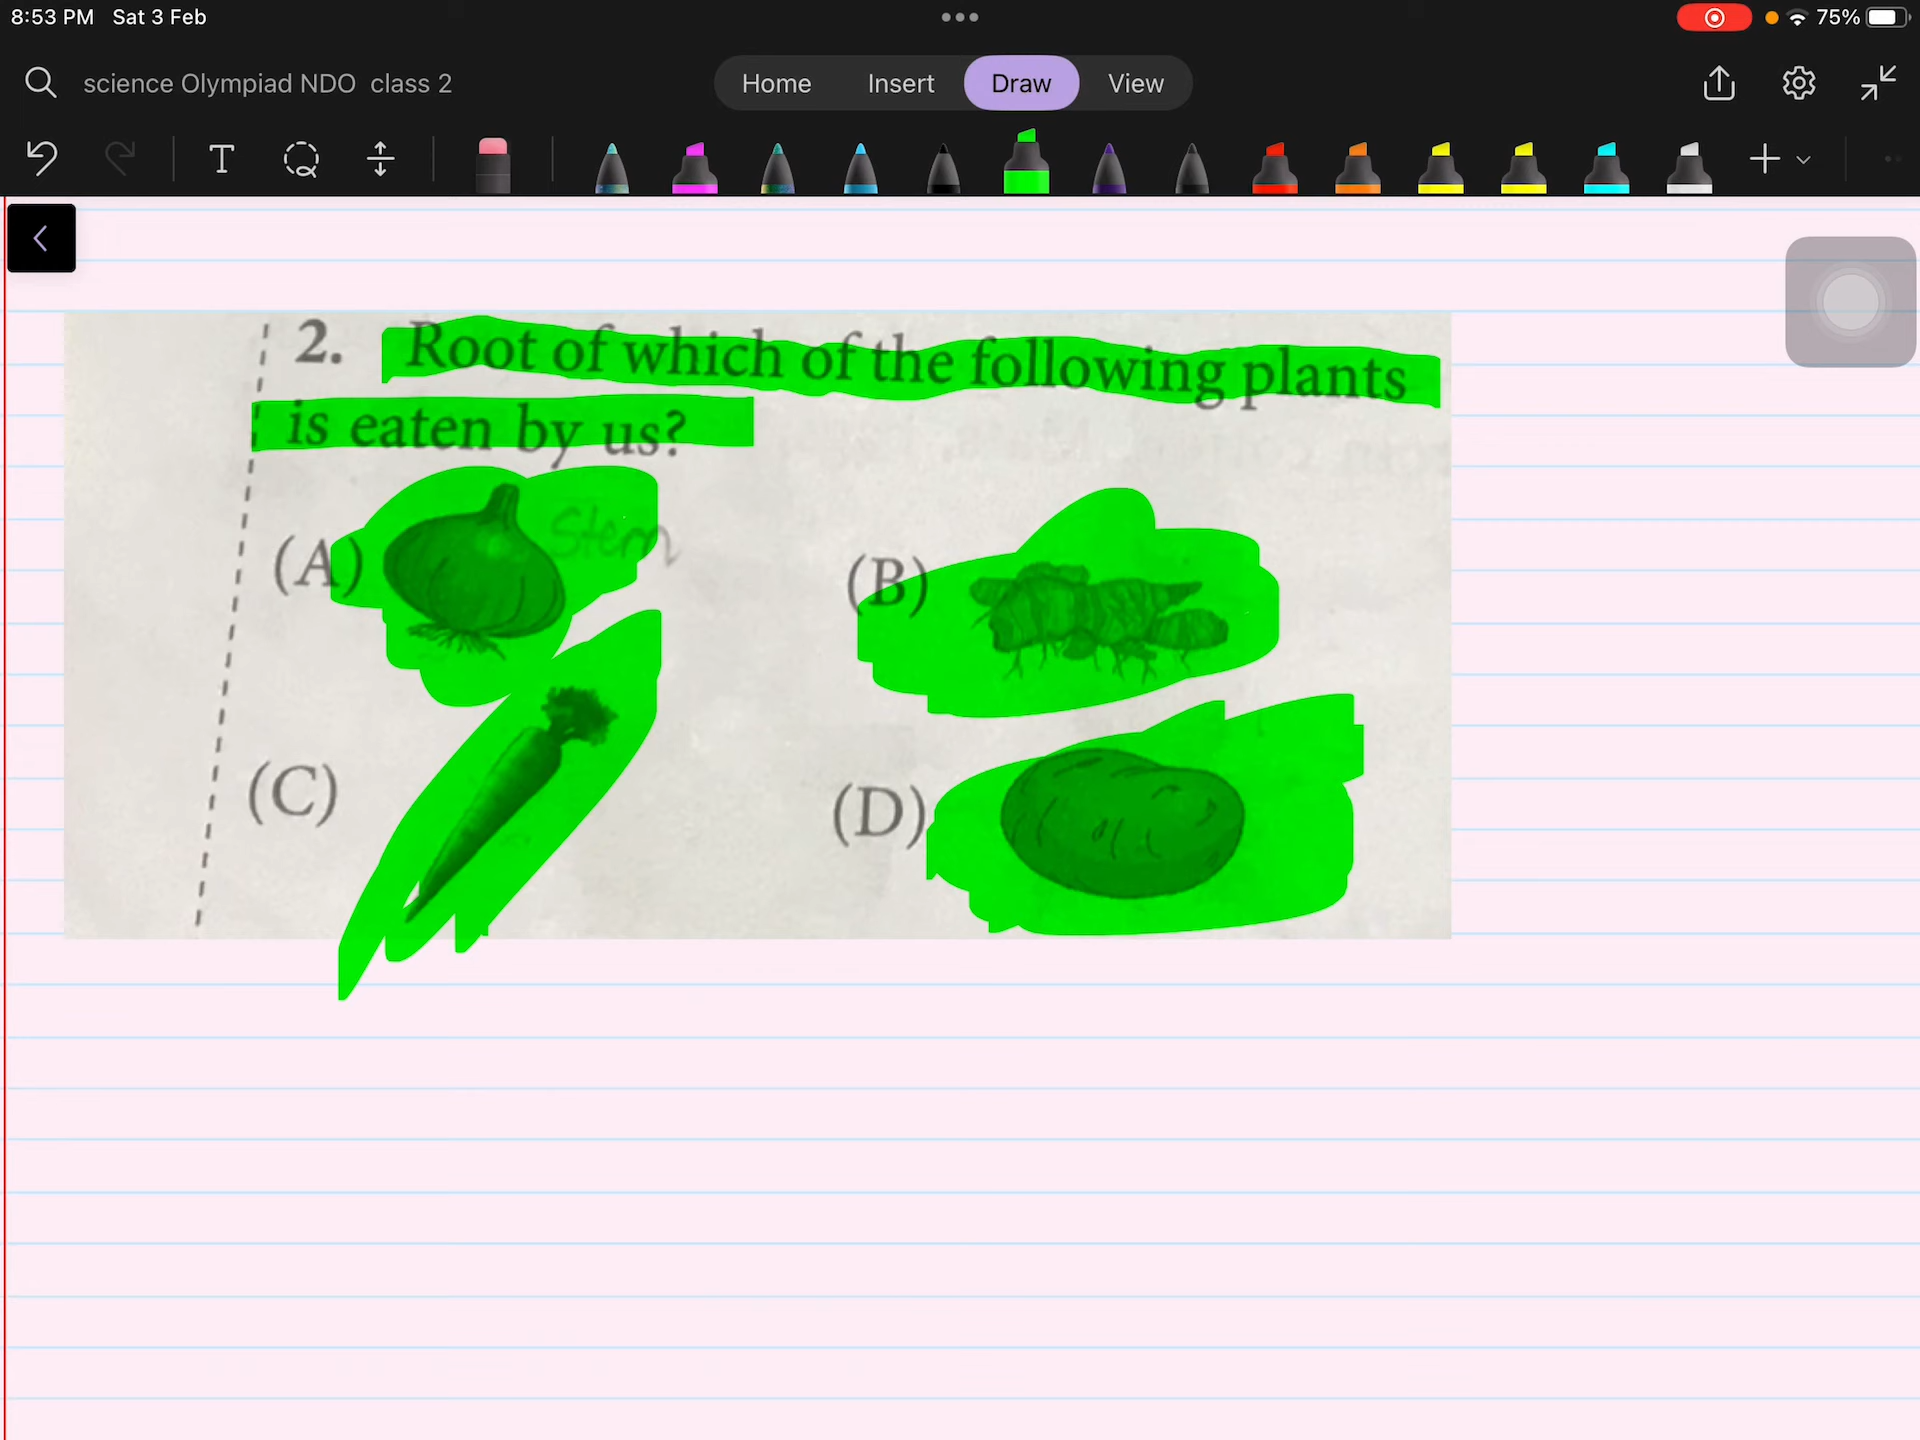 8:53 PM Sat 3 Feb
75%
science Olympiad NDO class 2
Home Insert Draw View
T
2. Root of which of the following plants
is eaten by us?
(A) Stem
(B)
(C)
(D)